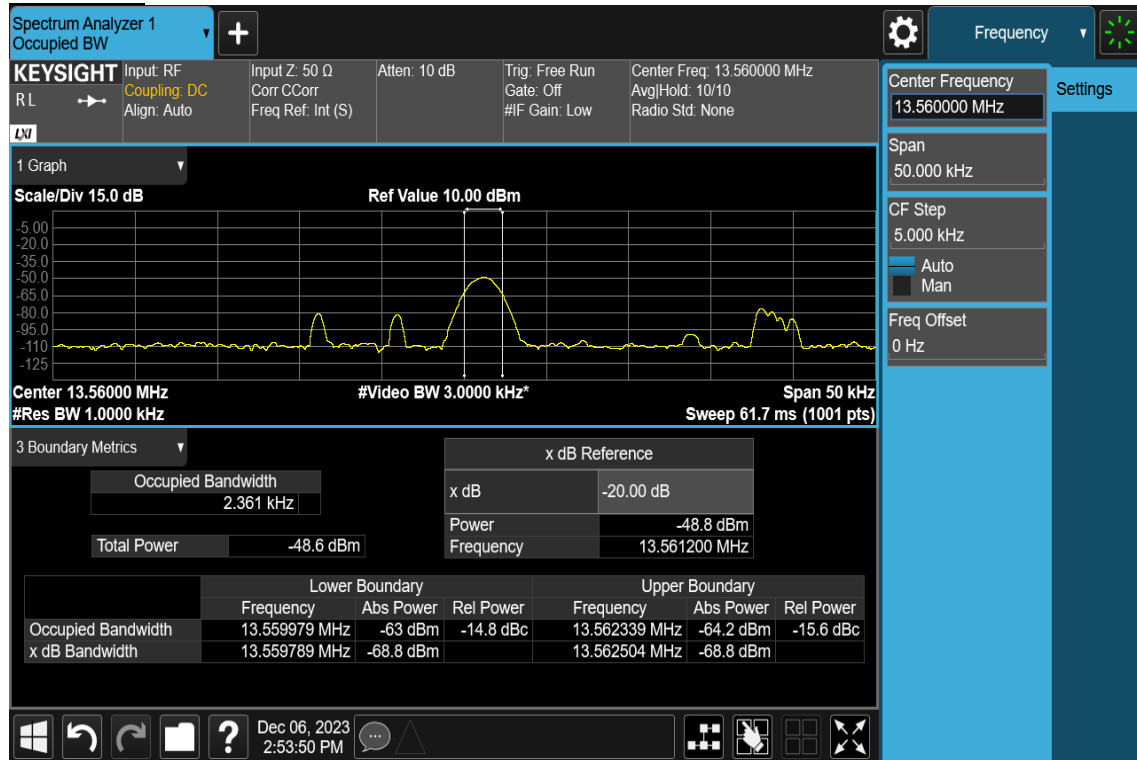 Spectrum Analyzer 1
Occupied BW
+
Frequency
KEYSIGHT
RL
LXI
Input: RF
Coupling: DC
Align: Auto
Input Z: 50 Ω
Corr CCorr
Freq Ref: Int (S)
Atten: 10 dB
Trig: Free Run
Gate: Off
#IF Gain: Low
Center Freq: 13.560000 MHz
Avg|Hold: 10/10
Radio Std: None
Center Frequency
13.560000 MHz
Settings
Span
50.000 kHz
CF Step
5.000 kHz
Auto
Man
Freq Offset
0 Hz
1 Graph
Scale/Div 15.0 dB
Ref Value 10.00 dBm
-5.00
-20.0
-35.0
-50.0
-65.0
-80.0
-95.0
-110
-125
Center 13.56000 MHz
#Video BW 3.0000 kHz*
Span 50 kHz
#Res BW 1.0000 kHz
Sweep 61.7 ms (1001 pts)
3 Boundary Metrics
Occupied Bandwidth
2.361 kHz
Total Power -48.6 dBm
x dB Reference
x dB -20.00 dB
Power -48.8 dBm
Frequency 13.561200 MHz
Lower Boundary Upper Boundary
Frequency Abs Power Rel Power Frequency Abs Power Rel Power
Occupied Bandwidth 13.559979 MHz -63 dBm -14.8 dBc 13.562339 MHz -64.2 dBm -15.6 dBc
x dB Bandwidth 13.559789 MHz -68.8 dBm 13.562504 MHz -68.8 dBm
?
Dec 06, 2023
2:53:50 PM